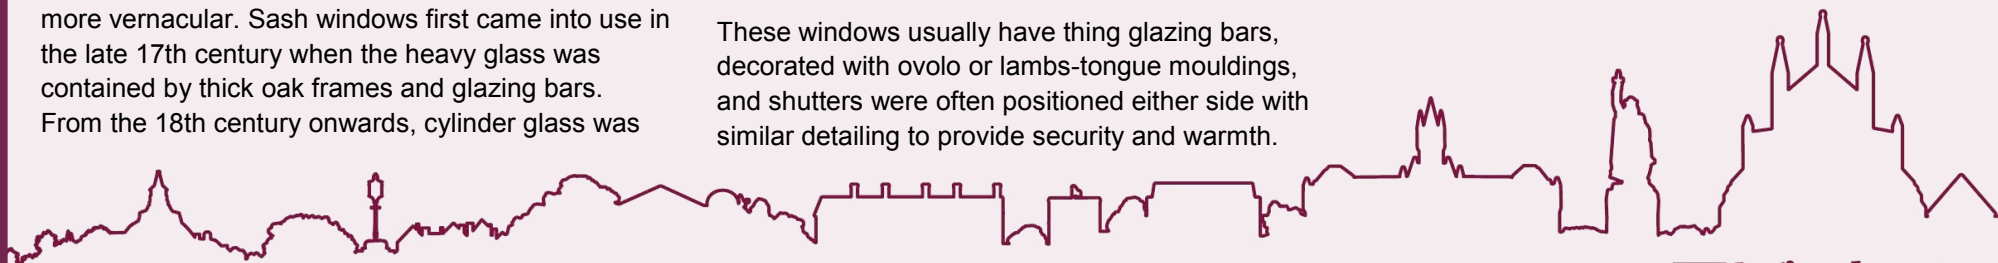 more vernacular. Sash windows first came into use in
the late 17th century when the heavy glass was
contained by thick oak frames and glazing bars.
From the 18th century onwards, cylinder glass was
These windows usually have thing glazing bars,
decorated with ovolo or lambs-tongue mouldings,
and shutters were often positioned either side with
similar detailing to provide security and warmth.